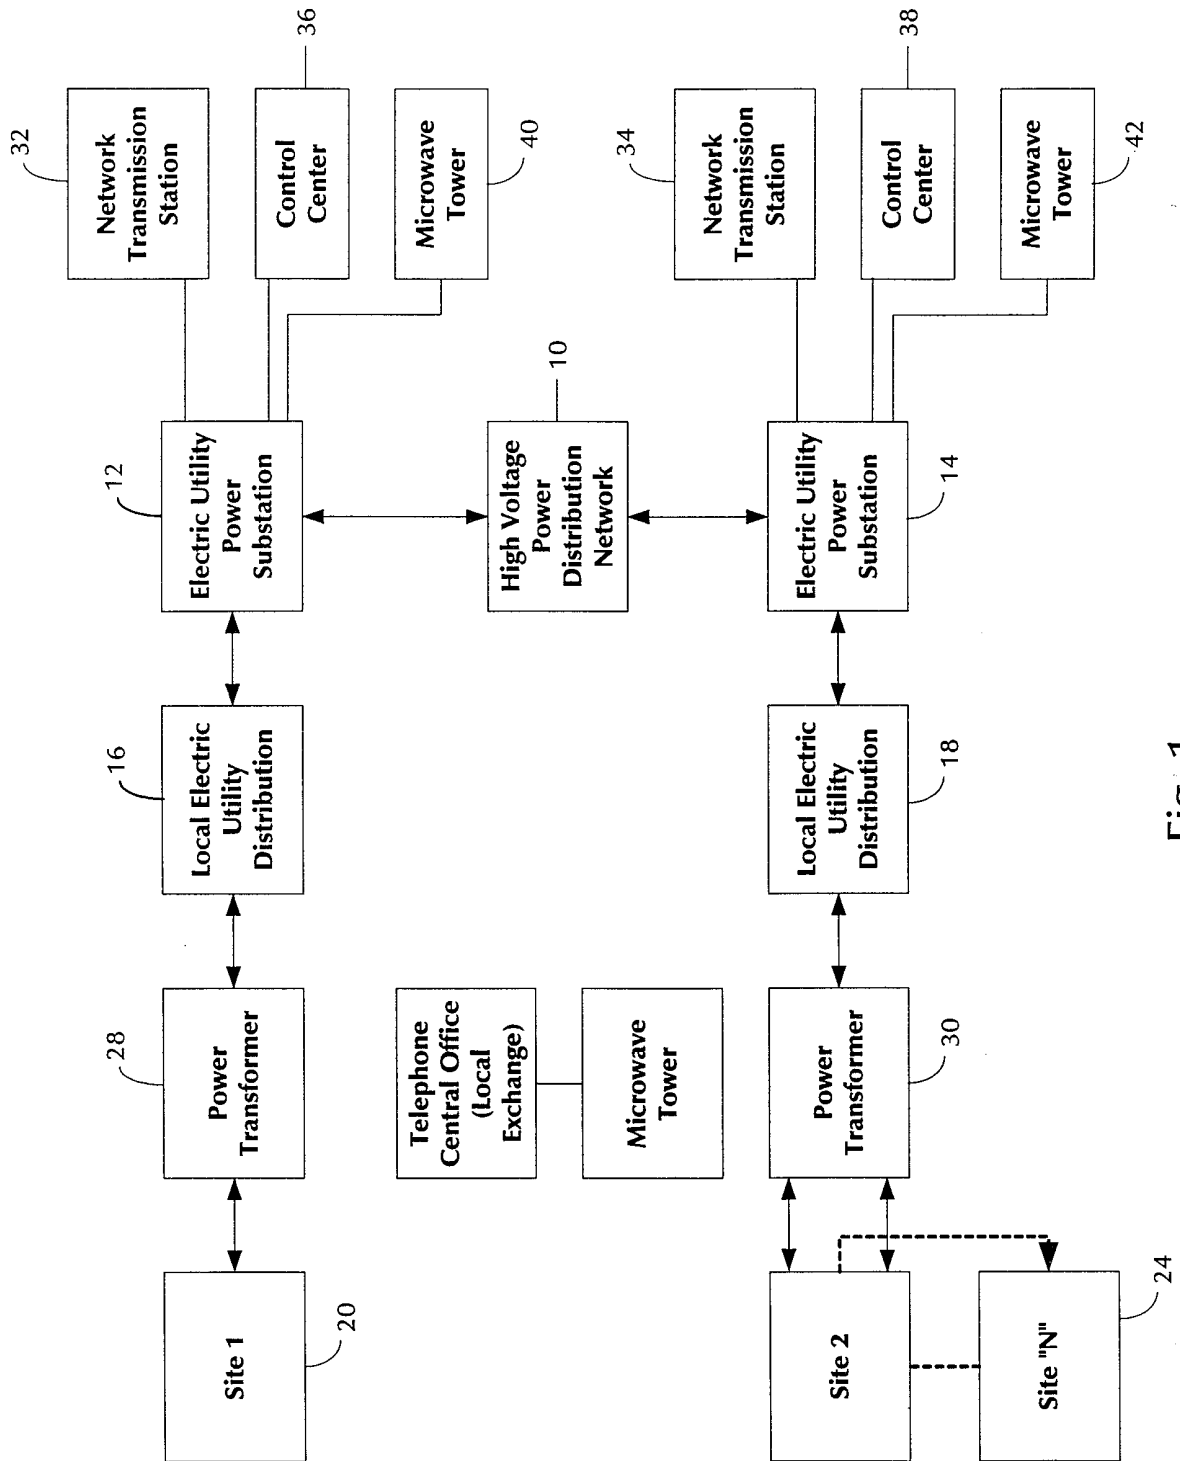 32
Network
Transmission
Station
36
Control
Center
40
Microwave
Tower
12
Electric Utility
Power
Substation
10
High Voltage
Power
Distribution
Network
34
Network
Transmission
Station
38
Control
Center
42
Microwave
Tower
14
Electric Utility
Power
Substation
16
Local Electric
Utility
Distribution
18
Local Electric
Utility
Distribution
28
Power
Transformer
Telephone
Central Office
(Local
Exchange)
Microwave
Tower
30
Power
Transformer
20
Site 1
Site 2
24
Site "N"
Fig. 1